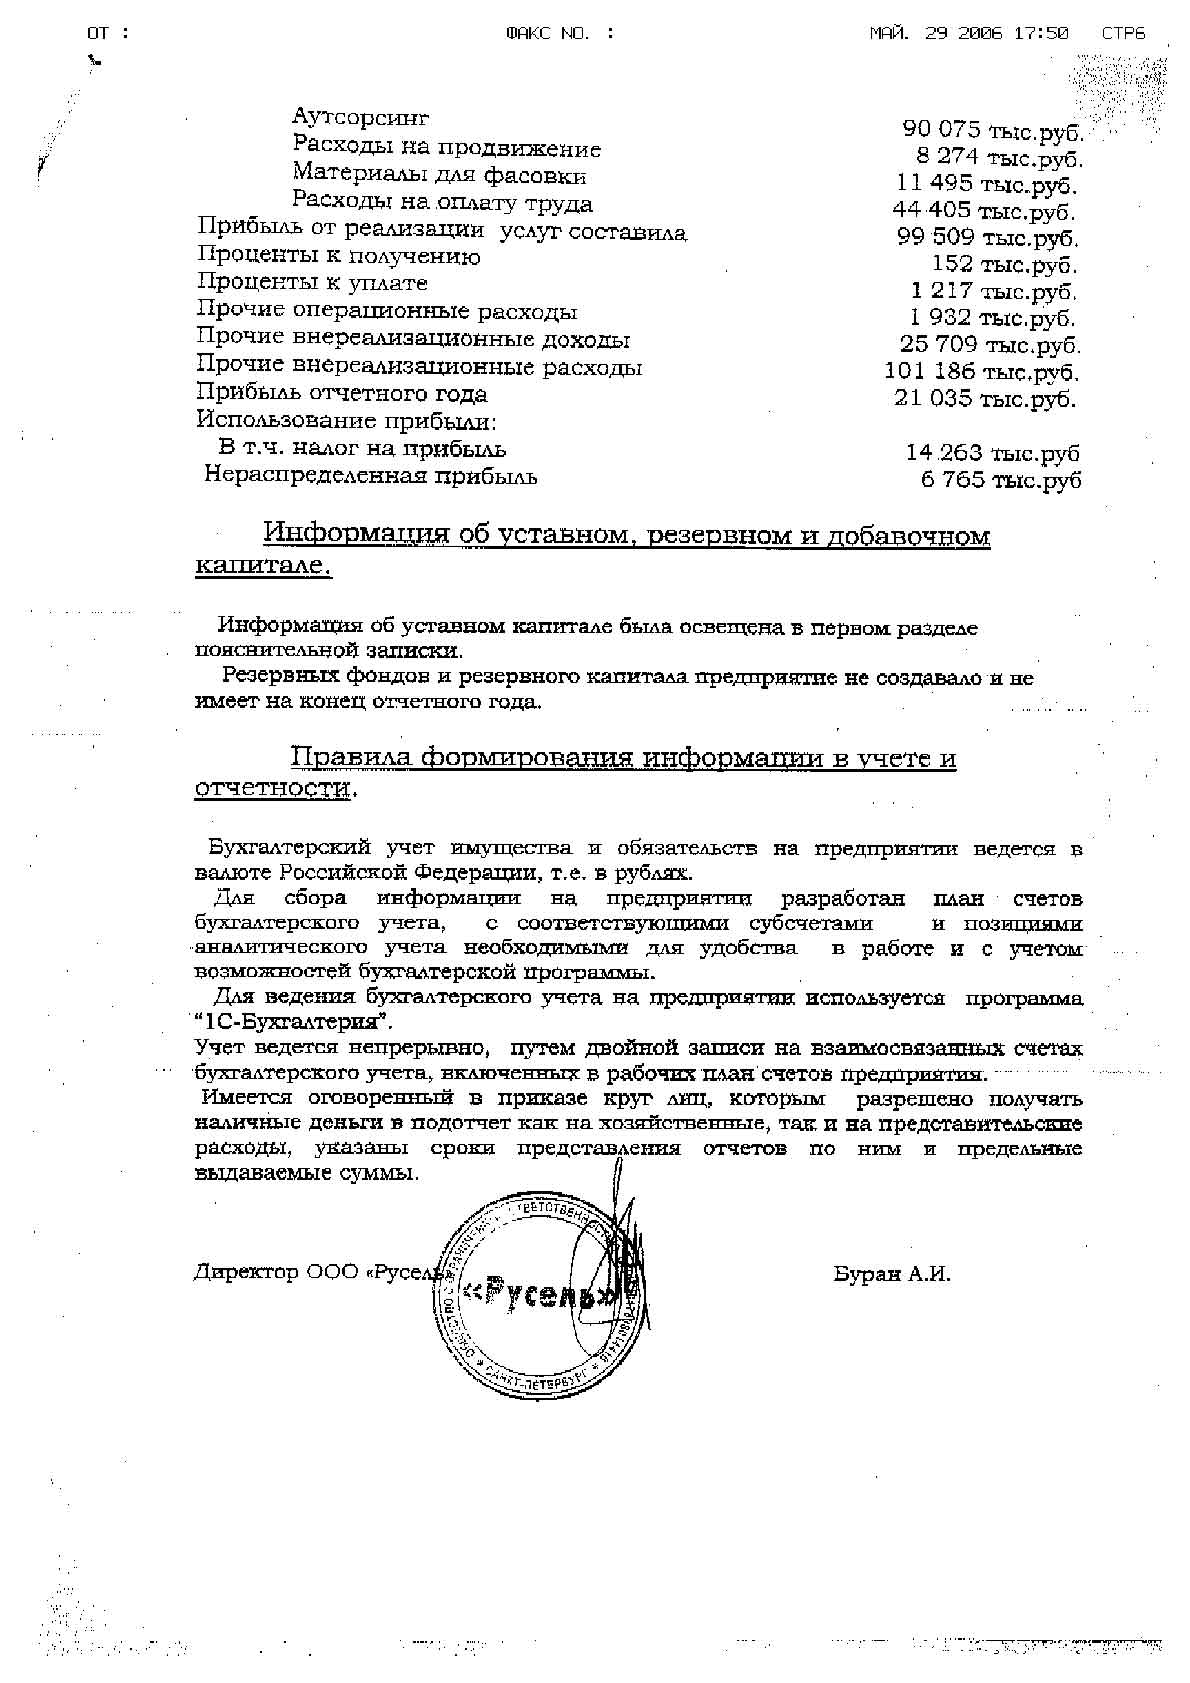 ОТ : ФАКС NO. : МАЙ. 29 2006 17:50 СТР6
Аутсорсинг 90 075 тыс.руб.
Расходы на продвижение 8 274 тыс.руб.
Материалы для фасовки 11 495 тыс.руб.
Расходы на оплату труда 44 405 тыс.руб.
Прибыль от реализации услуг составила 99 509 тыс.руб.
Проценты к получению 152 тыс.руб.
Проценты к уплате 1 217 тыс.руб.
Прочие операционные расходы 1 932 тыс.руб.
Прочие внереализационные доходы 25 709 тыс.руб.
Прочие внереализационные расходы 101 186 тыс.руб.
Прибыль отчетного года 21 035 тыс.руб.
Использование прибыли:
В т.ч. налог на прибыль 14 263 тыс.руб
Нераспределенная прибыль 6 765 тыс.руб
Информация об уставном, резервном и добавочном
капитале.
Информация об уставном капитале была освещена в первом разделе
пояснительной записки.
Резервных фондов и резервного капитала предприятие не создавало и не
имеет на конец отчетного года.
Правила формирования информации в учете и
отчетности.
Бухгалтерский учет имущества и обязательств на предприятии ведется в
валюте Российской Федерации, т.е. в рублях.
Для сбора информации на предприятии разработан план счетов
бухгалтерского учета, с соответствующими субсчетами и позициями
аналитического учета необходимыми для удобства в работе и с учетом
возможностей бухгалтерской программы.
Для ведения бухгалтерского учета на предприятии используется программа
“1С-Бухгалтерия”.
Учет ведется непрерывно, путем двойной записи на взаимосвязанных счетах
бухгалтерского учета, включенных в рабочих план счетов предприятия.
Имеется оговоренный в приказе круг лиц, которым разрешено получать
наличные деньги в подотчет как на хозяйственные, так и на представительские
расходы, указаны сроки представления отчетов по ним и предельные
выдаваемые суммы.
Директор ООО «Русель» Буран А.И.
«Русель»
САНКТ-ПЕТЕРБУРГ